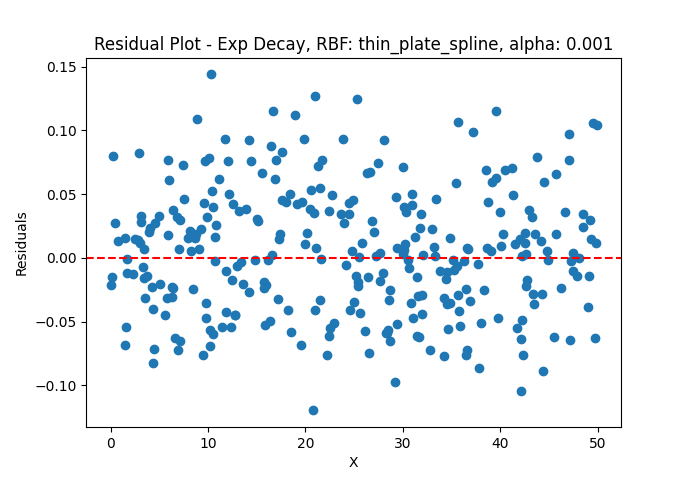 Residual Plot - Exp Decay, RBF: thin_plate_spline, alpha: 0.001
0.15
0.10
0.05
0.00
−0.05
−0.10
Residuals
0 10 20 30 40 50
X